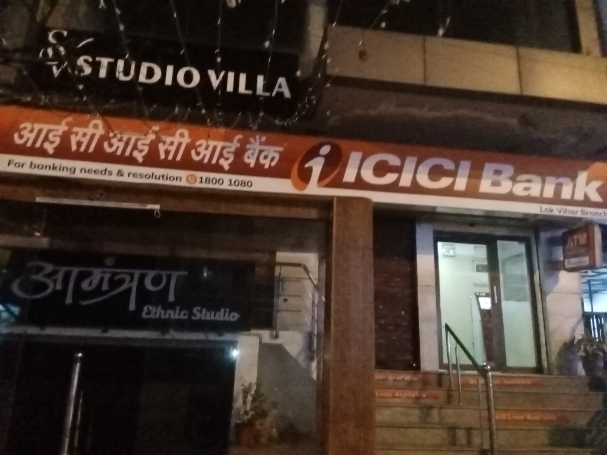 STUDIO VILLA
आई सी आई सी आई बैंक
ICICI Bank
For banking needs & resolution 1800 1080
Lok Vihar Branch
ATM
आमंत्रण
Ethnic Studio